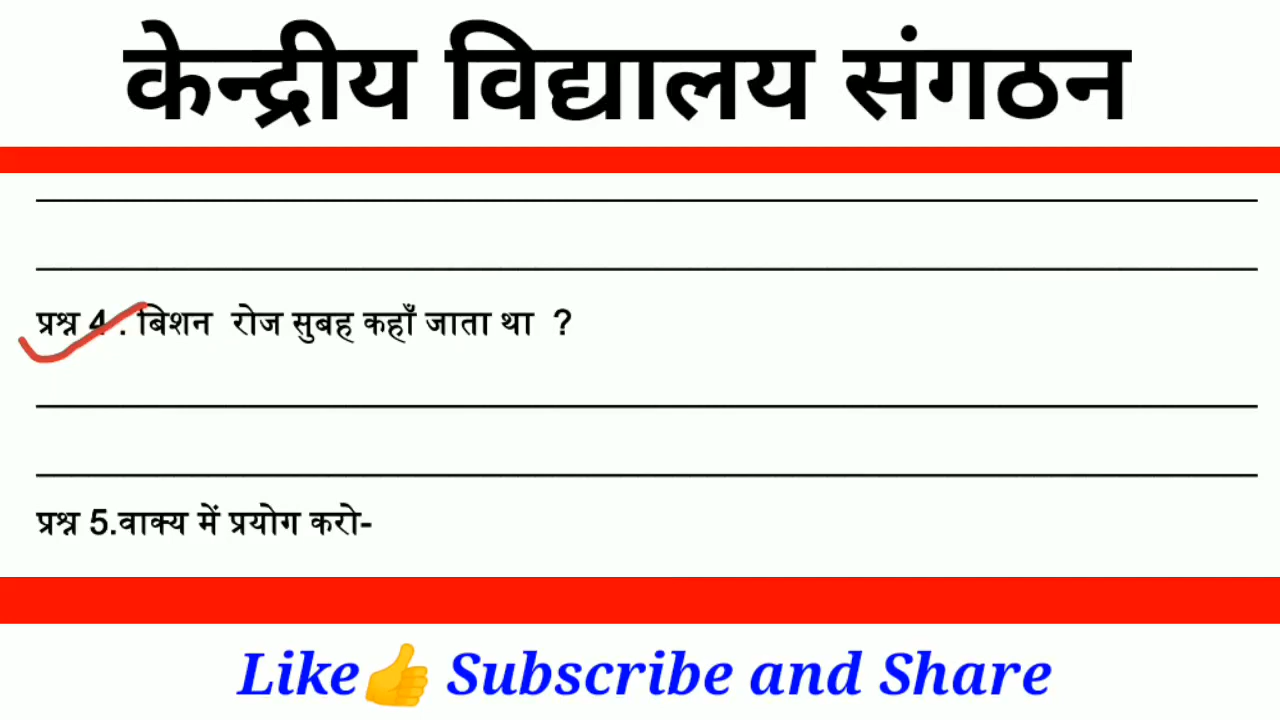 केन्द्रीय विद्यालय संगठन
प्रश्न 4 . बिशन रोज सुबह कहाँ जाता था ?
प्रश्न 5.वाक्य में प्रयोग करो-
Like👍 Subscribe and Share